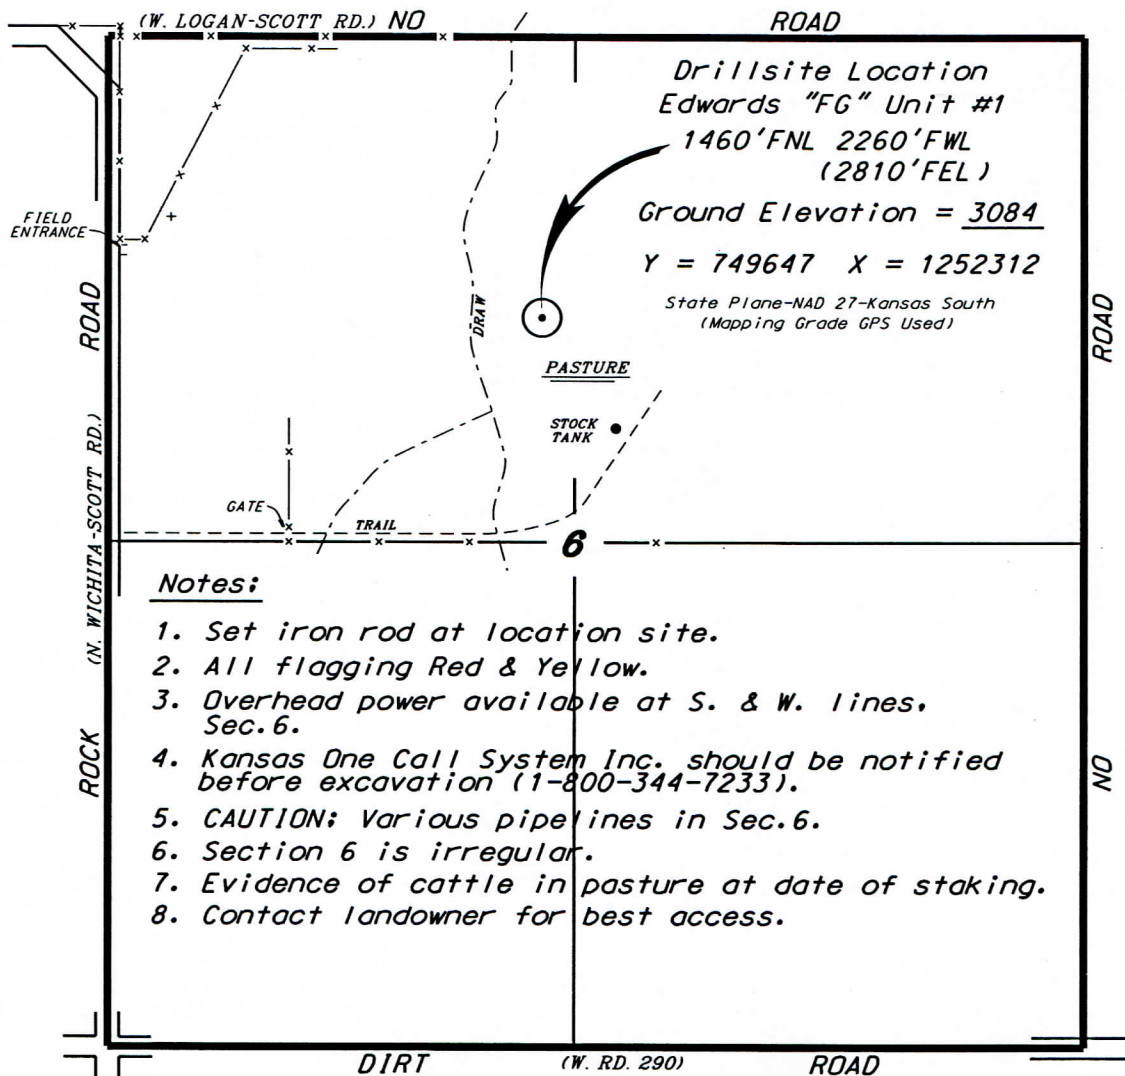 (W. LOGAN-SCOTT RD.) NO ROAD
Drillsite Location
Edwards "FG" Unit #1
1460'FNL 2260'FWL
(2810'FEL)
Ground Elevation = 3084
Y = 749647 X = 1252312
State Plane-NAD 27-Kansas South
(Mapping Grade GPS Used)
FIELD
ENTRANCE
ROAD
(N. WICHITA-SCOTT RD.)
ROCK
DRAW
PASTURE
STOCK
TANK
GATE
TRAIL
6
ROAD
NO
Notes:
1. Set iron rod at location site.
2. All flagging Red & Yellow.
3. Overhead power available at S. & W. lines,
Sec.6.
4. Kansas One Call System Inc. should be notified
before excavation (1-800-344-7233).
5. CAUTION: Various pipelines in Sec.6.
6. Section 6 is irregular.
7. Evidence of cattle in pasture at date of staking.
8. Contact landowner for best access.
DIRT (W. RD. 290) ROAD